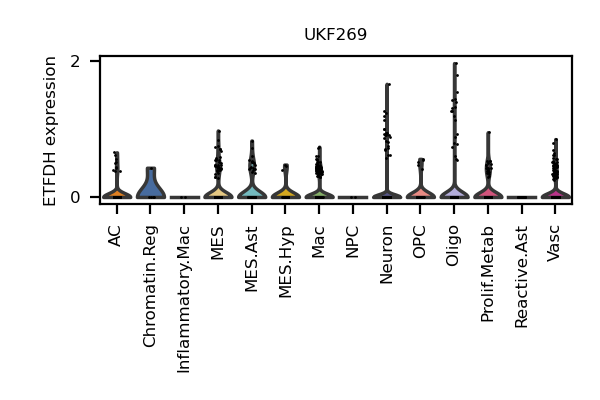 UKF269
ETFDH expression
2
0
AC
Chromatin.Reg
Inflammatory.Mac
MES
MES.Ast
MES.Hyp
Mac
NPC
Neuron
OPC
Oligo
Prolif.Metab
Reactive.Ast
Vasc